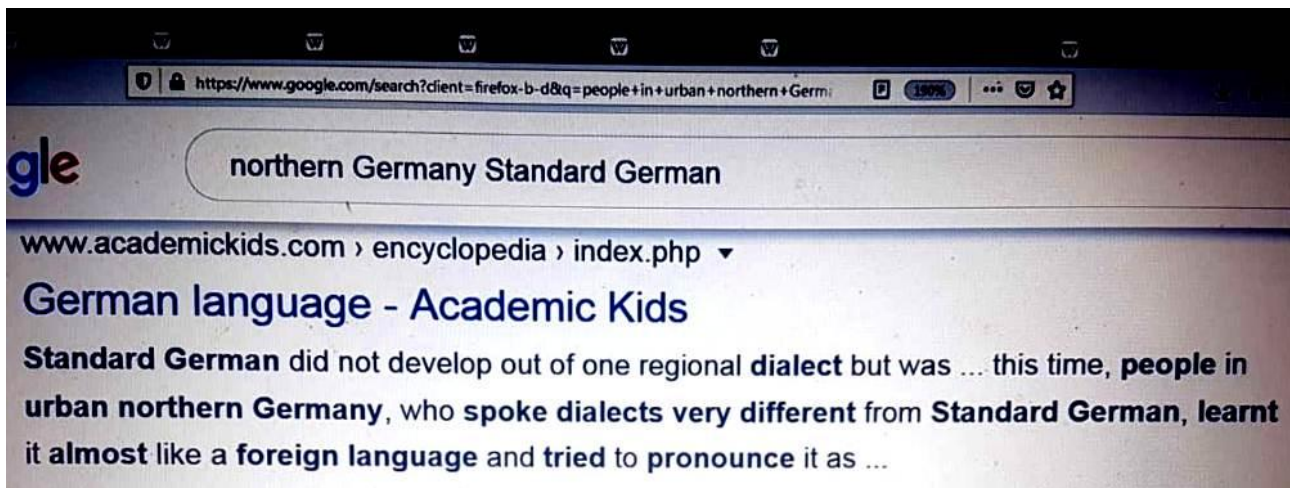 https://www.google.com/search?client=firefox-b-d&q=people+in+urban+northern+Germa
190%
gle
northern Germany Standard German
www.academickids.com › encyclopedia › index.php
German language - Academic Kids
Standard German did not develop out of one regional dialect but was ... this time, people in
urban northern Germany, who spoke dialects very different from Standard German, learnt
it almost like a foreign language and tried to pronounce it as ...